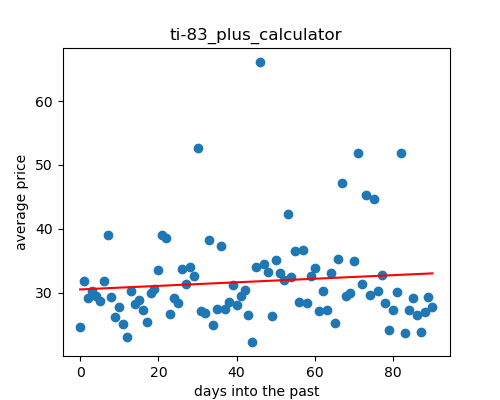 ti-83_plus_calculator
60
50
40
30
average price
0 20 40 60 80
days into the past